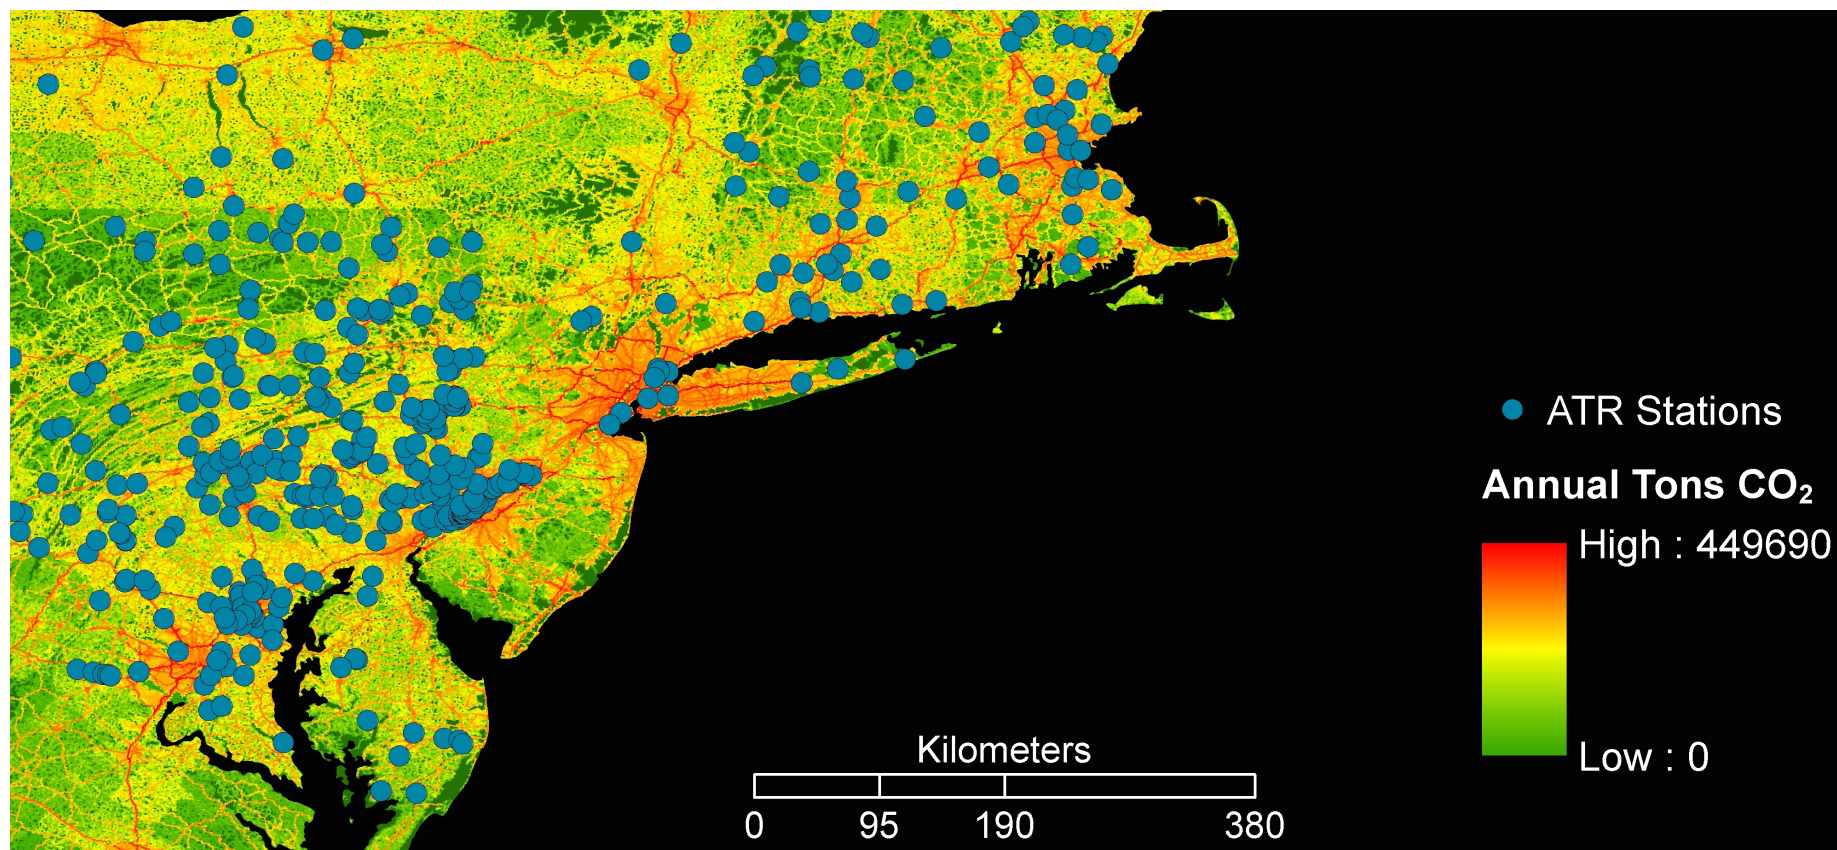 ATR Stations
Annual Tons CO₂
High : 449690
Low : 0
Kilometers
0 95 190 380